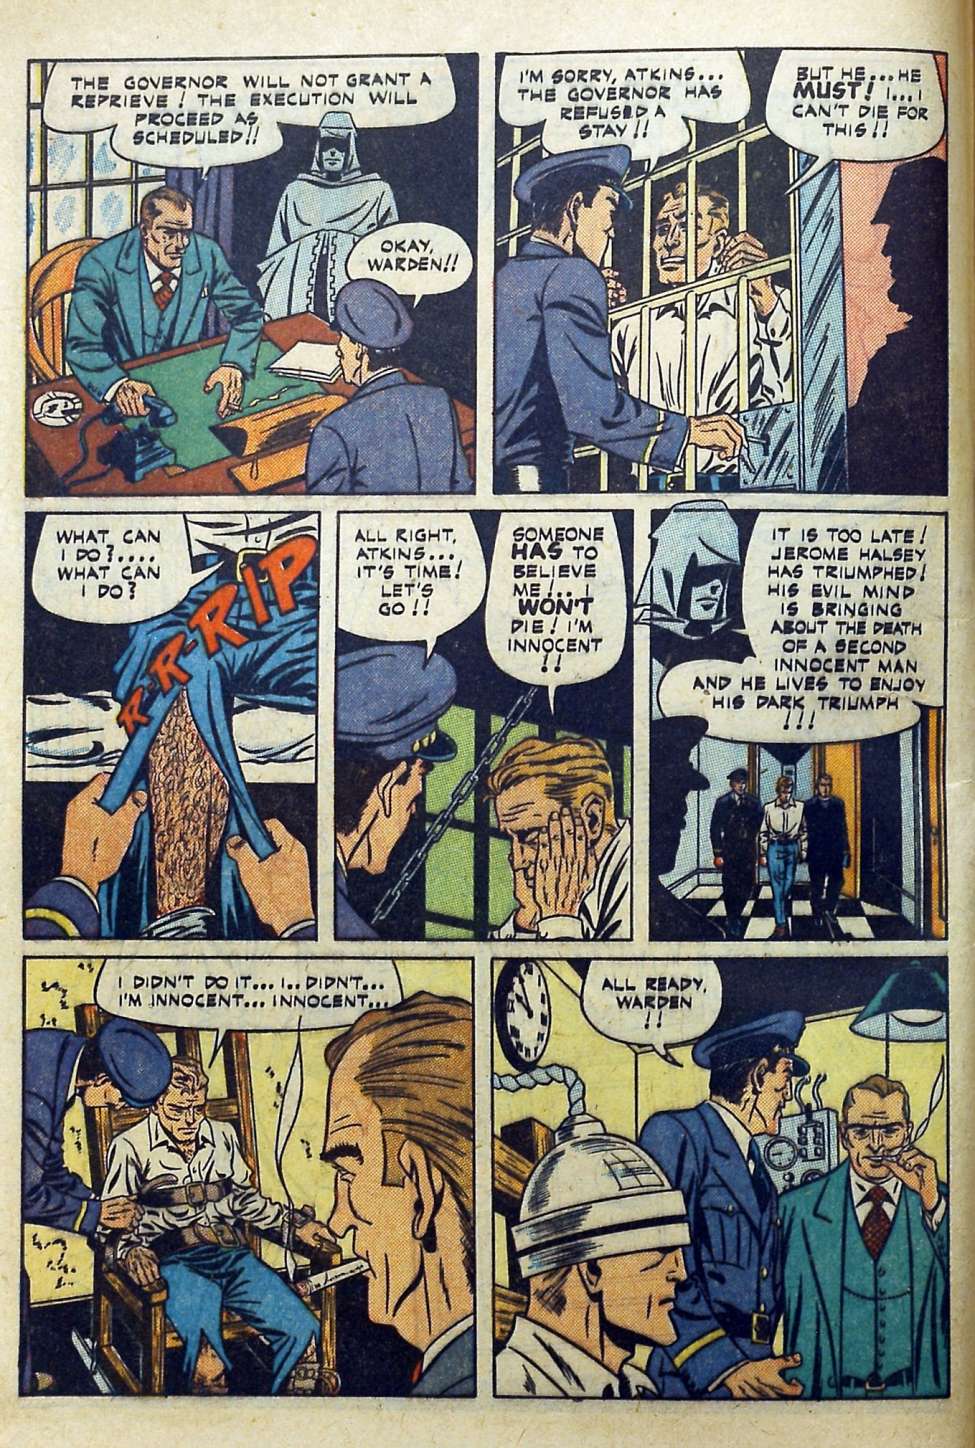 THE GOVERNOR WILL NOT GRANT A
REPRIEVE! THE EXECUTION WILL
PROCEED AS
SCHEDULED!!
OKAY,
WARDEN!!
I'M SORRY, ATKINS...
THE GOVERNOR HAS
REFUSED A
STAY!!
BUT HE...HE
MUST! I...I
CAN'T DIE FOR
THIS!!
WHAT CAN
I DO?....
WHAT CAN
I DO?
R-R-R-RIP
ALL RIGHT,
ATKINS...
IT'S TIME!
LET'S
GO!!
SOMEONE
HAS TO
BELIEVE
ME!.. I
WON'T
DIE! I'M
INNOCENT
!!
IT IS TOO LATE!
JEROME HALSEY
HAS TRIUMPHED!
HIS EVIL MIND
IS BRINGING
ABOUT THE DEATH
OF A SECOND
INNOCENT MAN
AND HE LIVES TO ENJOY
HIS DARK TRIUMPH
!!!
I DIDN'T DO IT... I.. DIDN'T...
I'M INNOCENT... INNOCENT...
ALL READY,
WARDEN
!!